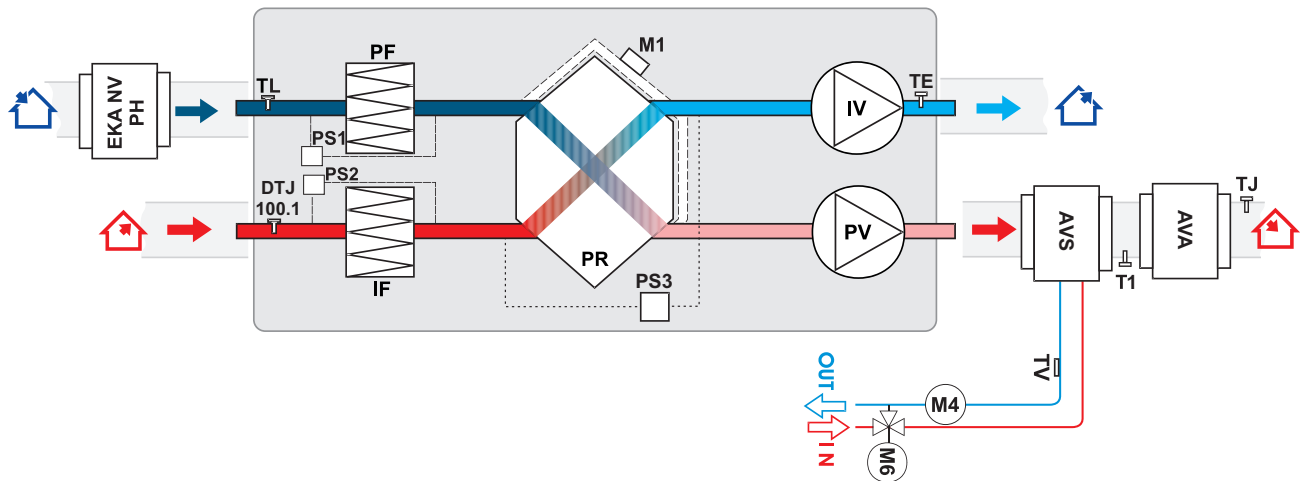 EKA NV
PH
TL
PF
M1
IV
TE
PS1
PS2
DTJ
100.1
IF
PR
PS3
PV
AVS
T1
AVA
TJ
TV
OUT
M4
IN
M6